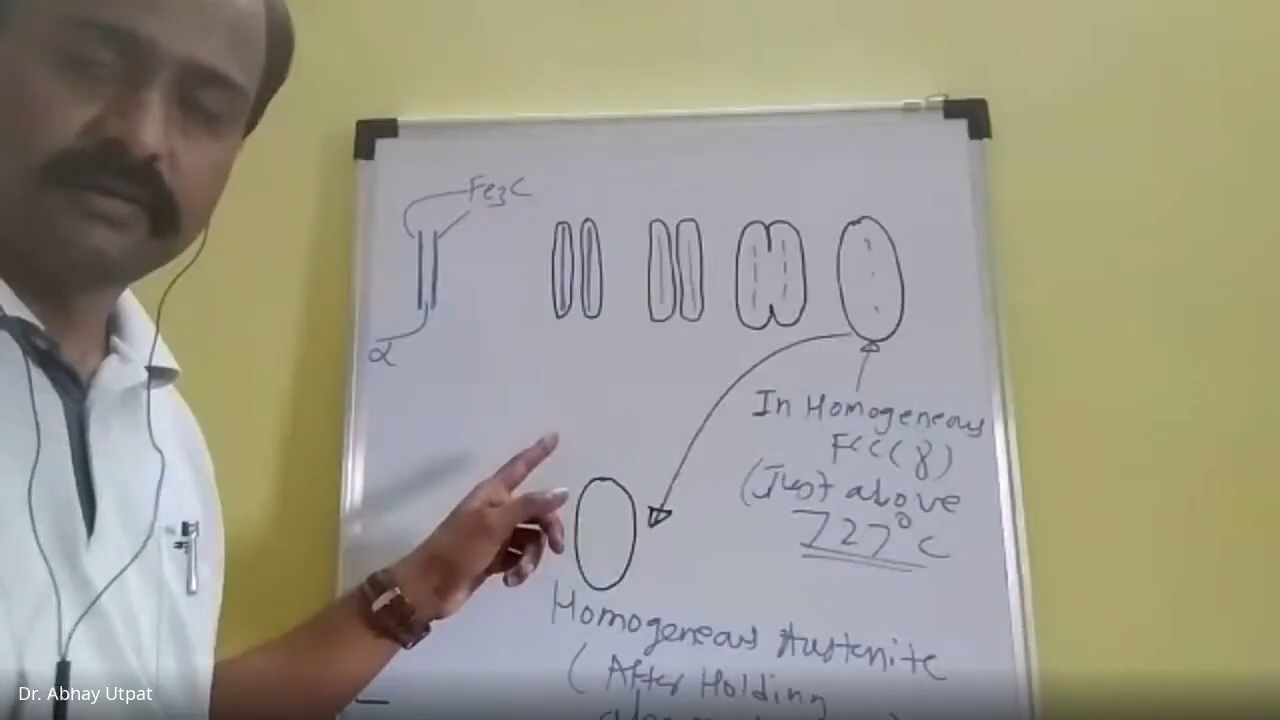 Fe3C
α
In Homogeneous
FCC(γ)
(Just above
727°C
Homogeneous Austenite
(After Holding
Dr. Abhay Utpat